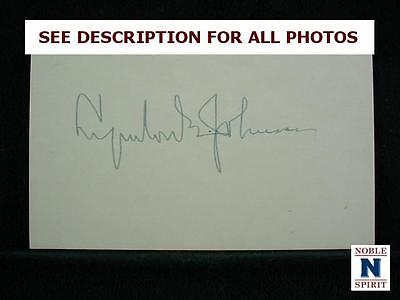 SEE DESCRIPTION FOR ALL PHOTOS
Lyndon B Johnson
NOBLE
N
SPIRIT